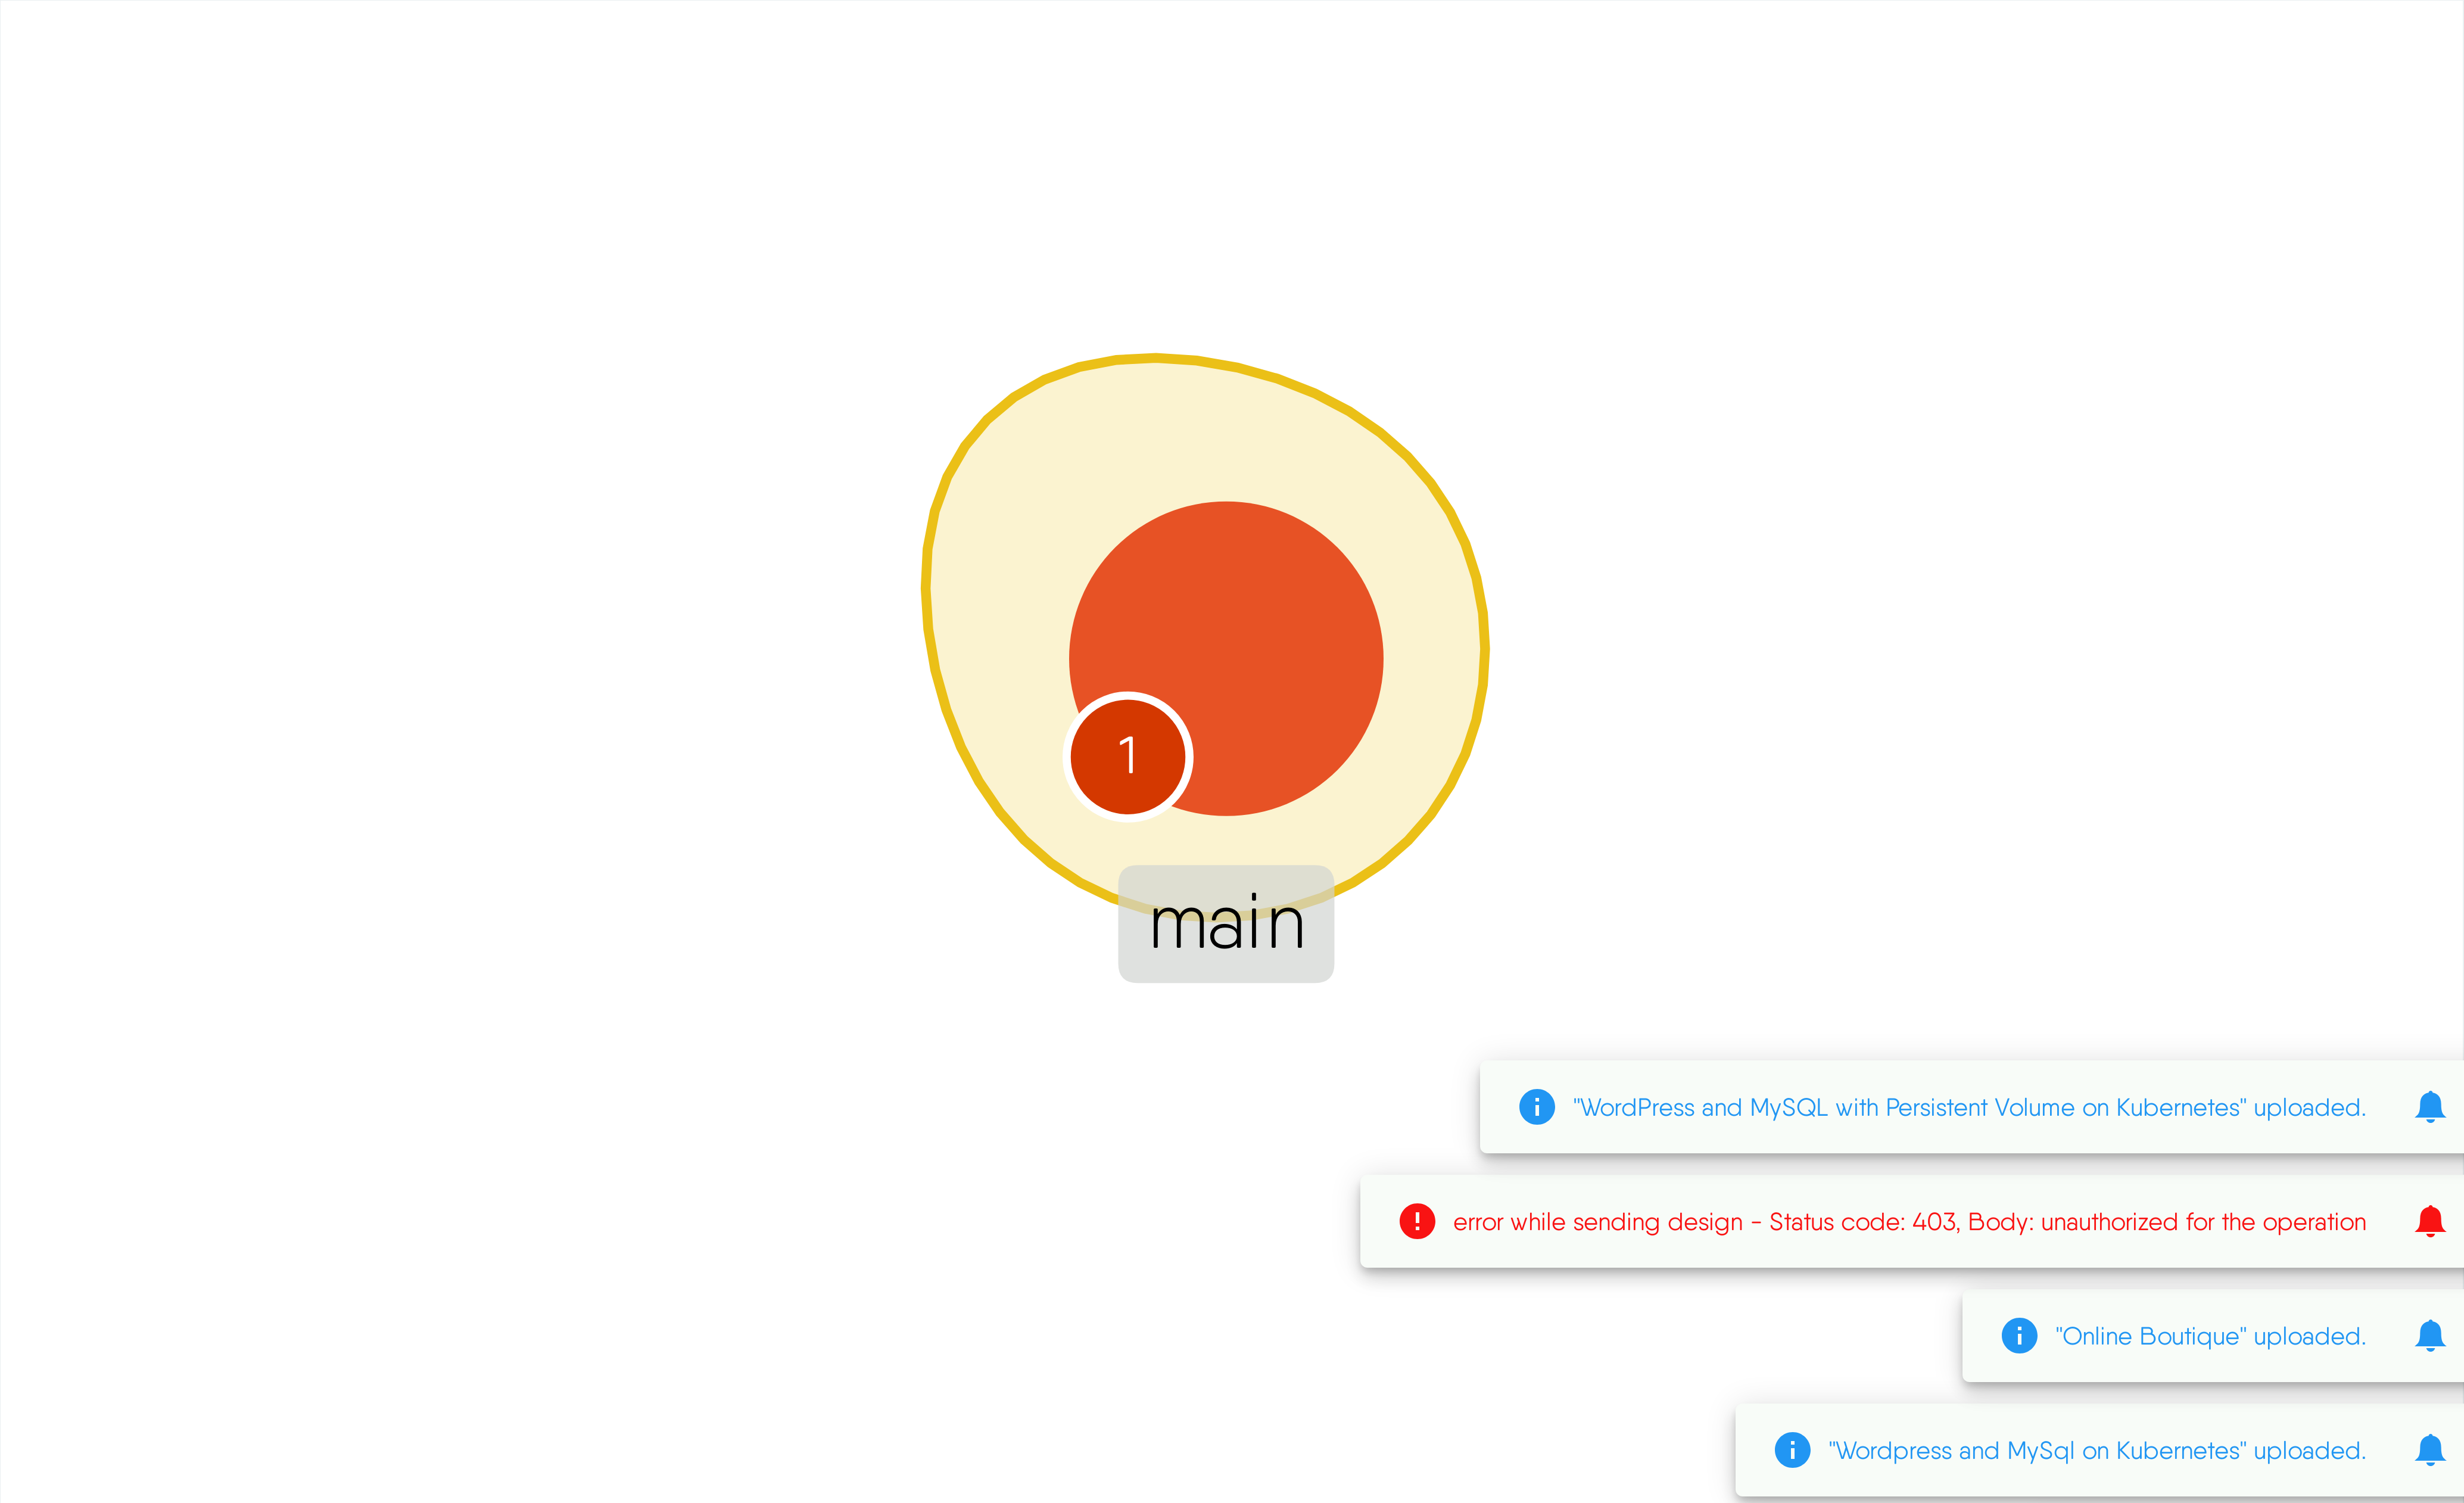 1
main
"WordPress and MySQL with Persistent Volume on Kubernetes" uploaded.
error while sending design - Status code: 403, Body: unauthorized for the operation
"Online Boutique" uploaded.
"Wordpress and MySql on Kubernetes" uploaded.